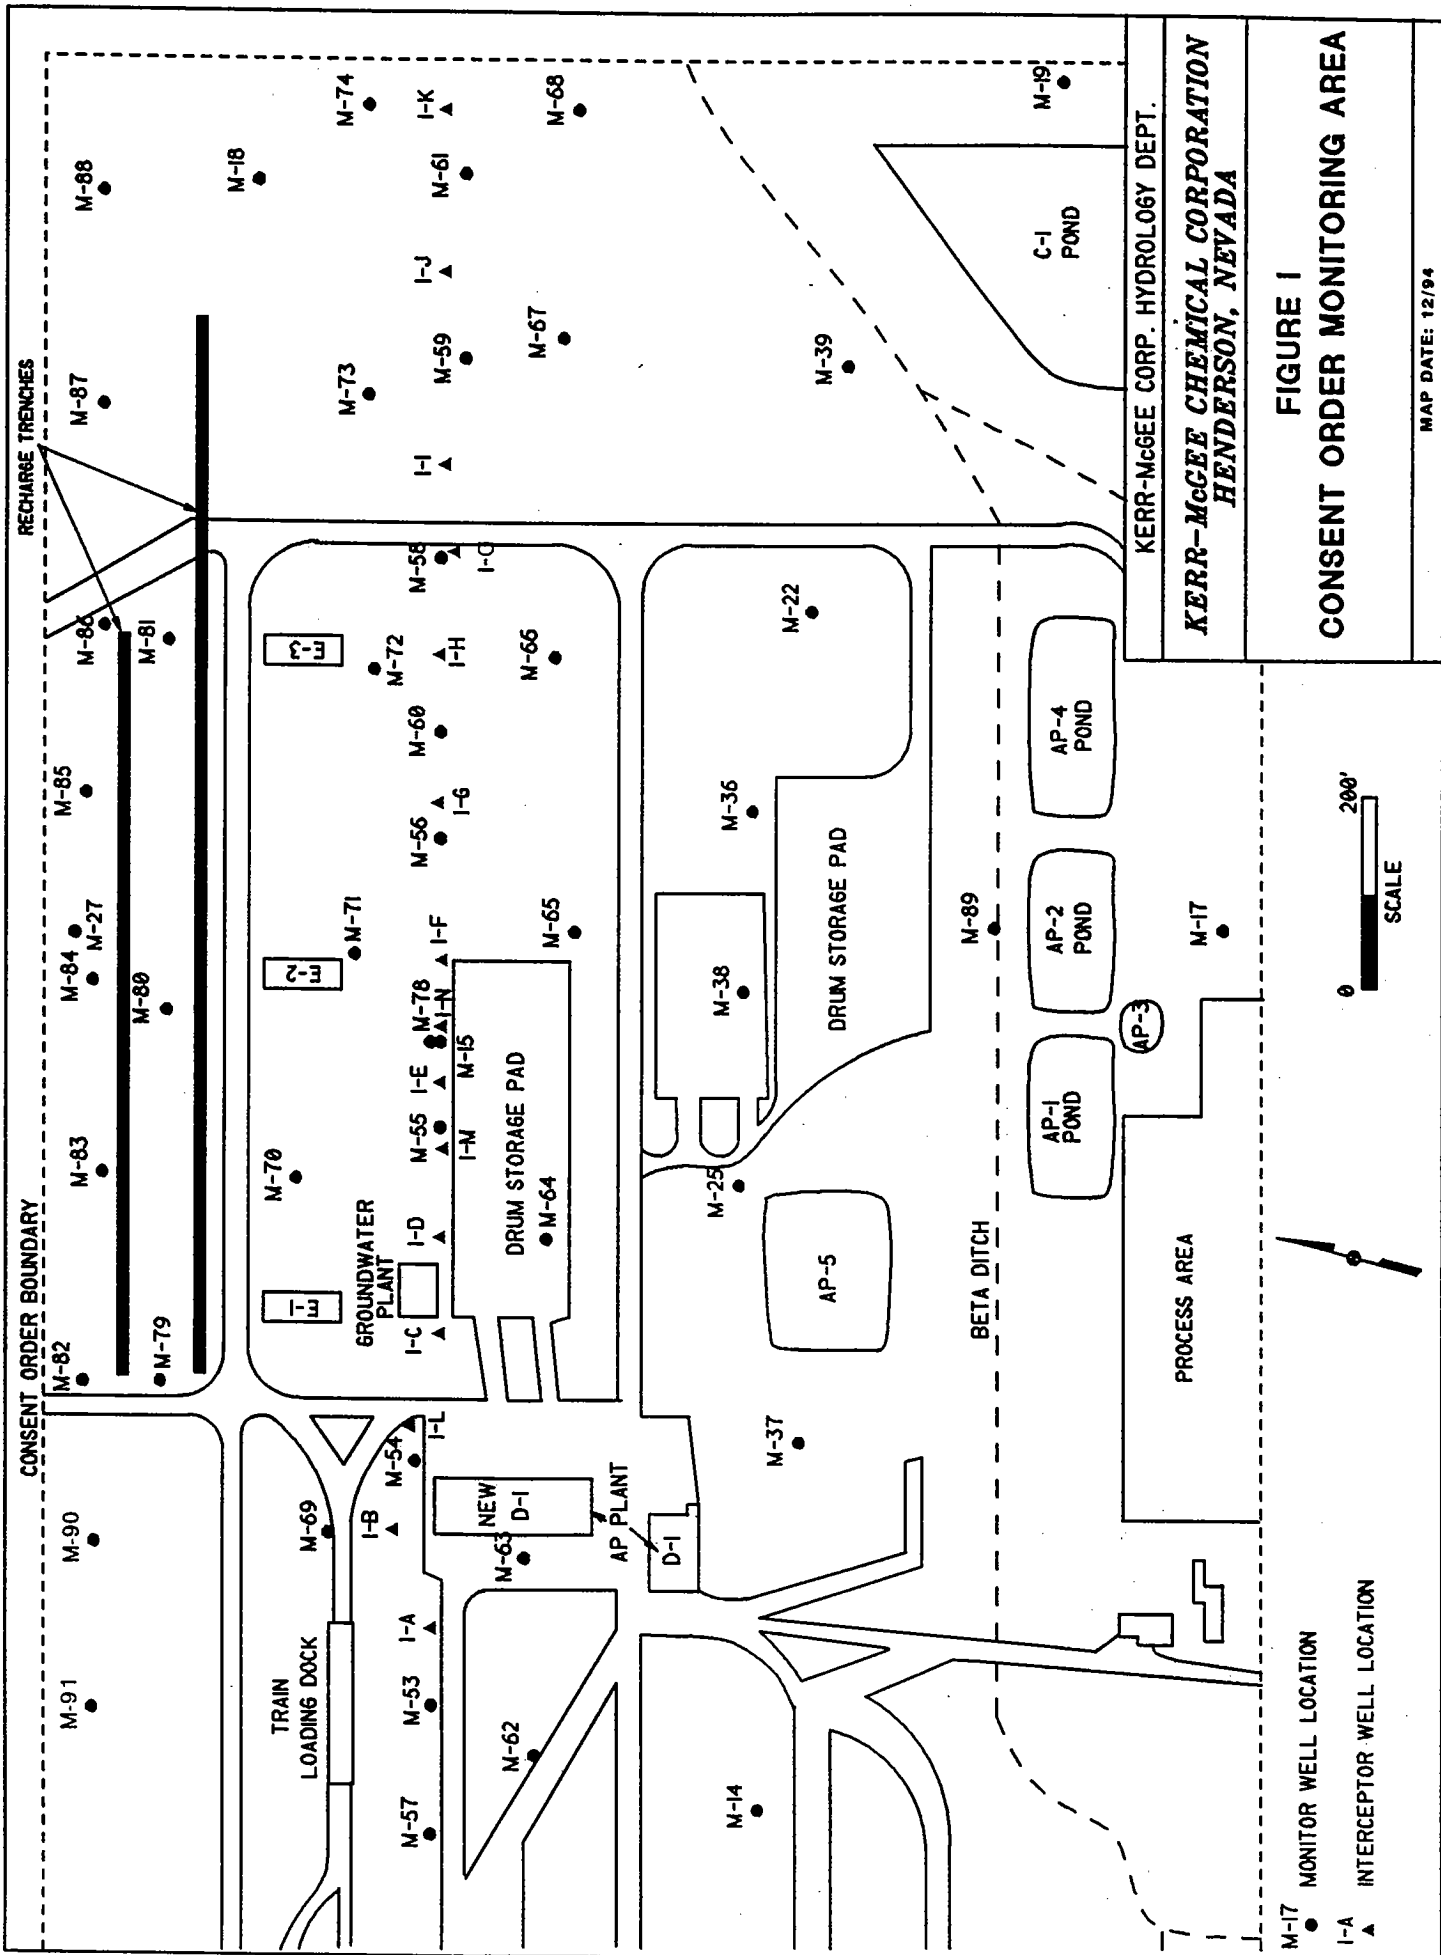 CONSENT ORDER BOUNDARY
RECHARGE TRENCHES
M-91
M-90
M-82
M-79
M-83
M-84
M-27
M-80
M-85
M-86
M-81
M-87
M-88
M-18
M-74
TRAIN
LOADING DOCK
M-69
I-B
M-54
I-L
E-1
GROUNDWATER
PLANT
M-70
E-2
M-71
E-3
M-72
M-73
M-57
M-53
I-A
I-C
I-D
M-55
I-M
I-E
M-15
M-78
I-N
I-F
M-56
I-G
M-60
I-H
M-58
I-O
I-I
M-59
I-J
M-61
I-K
M-62
M-63
NEW
D-1
AP PLANT
D-1
DRUM STORAGE PAD
M-64
M-65
M-66
M-67
M-68
M-14
M-37
M-25
AP-5
M-38
M-36
DRUM STORAGE PAD
M-22
M-39
BETA DITCH
M-89
AP-1
POND
AP-2
POND
AP-3
AP-4
POND
C-1
POND
M-19
PROCESS AREA
M-17
M-17
MONITOR WELL LOCATION
I-A
INTERCEPTOR WELL LOCATION
0
200'
SCALE
KERR-McGEE CORP. HYDROLOGY DEPT.
KERR-McGEE CHEMICAL CORPORATION
HENDERSON, NEVADA
FIGURE 1
CONSENT ORDER MONITORING AREA
MAP DATE: 12/94